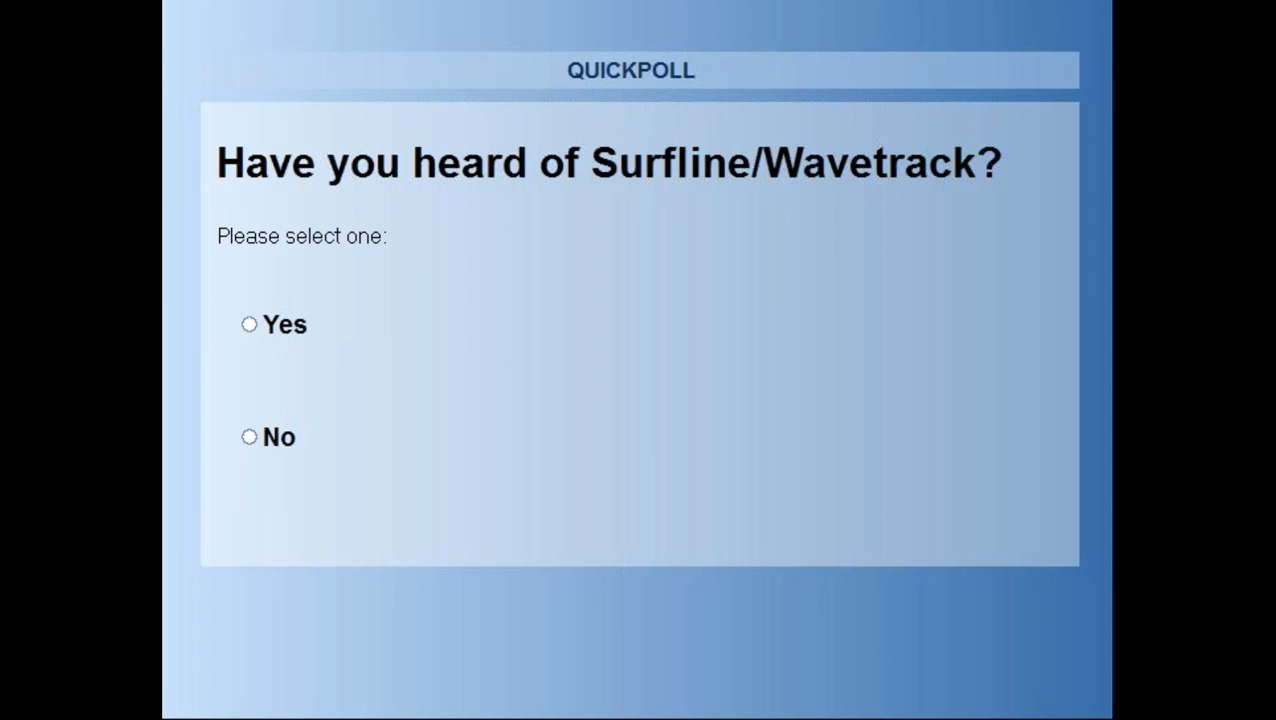 QUICKPOLL
Have you heard of Surfline/Wavetrack?
Please select one:
Yes
No